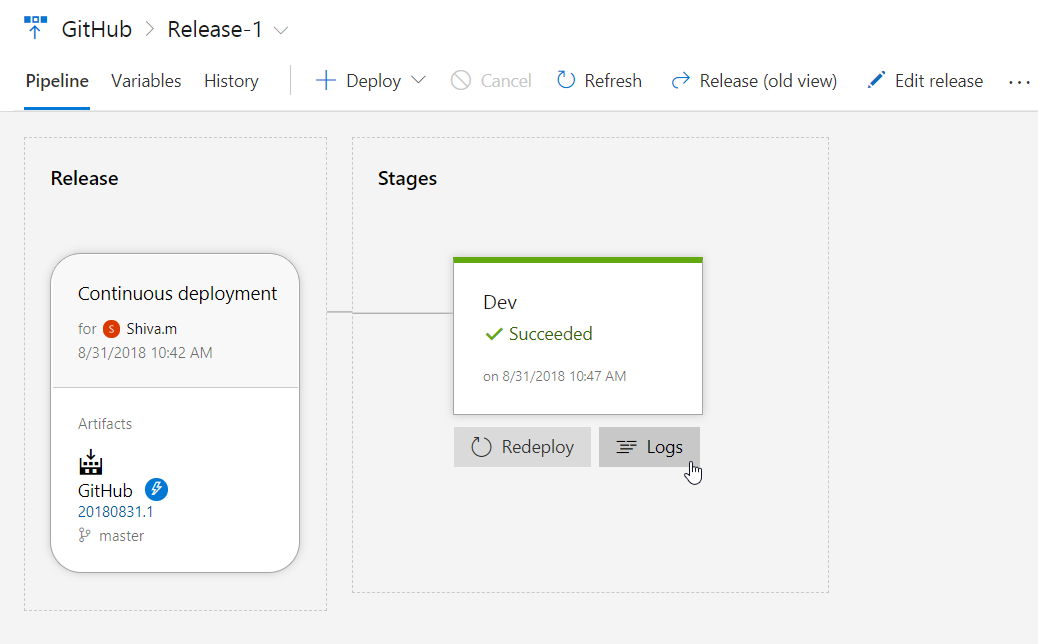 GitHub > Release-1
Pipeline Variables History Deploy Cancel Refresh Release (old view) Edit release ...
Release
Continuous deployment
for S Shiva.m
8/31/2018 10:42 AM
Artifacts
GitHub
20180831.1
master
Stages
Dev
Succeeded
on 8/31/2018 10:47 AM
Redeploy Logs